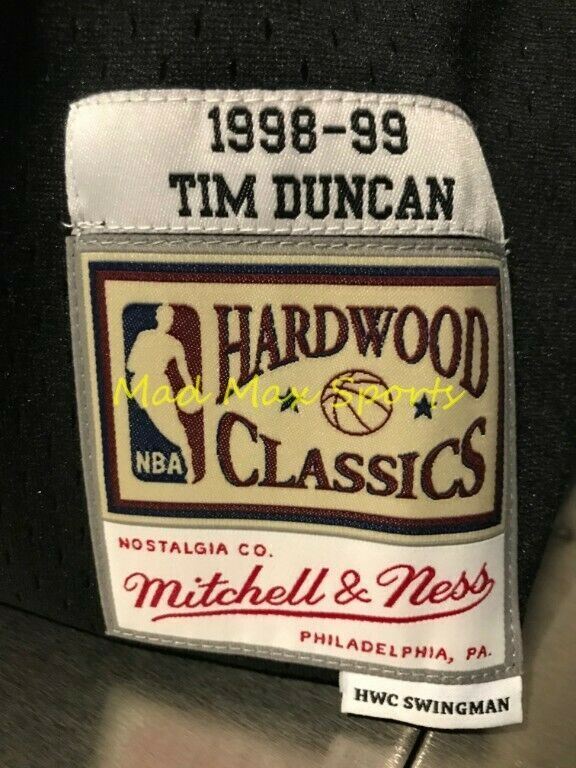 1998-99
TIM DUNCAN
HARDWOOD
Mad Max Sports
NBA
CLASSICS
NOSTALGIA CO.
Mitchell & Ness
PHILADELPHIA, PA.
HWC SWINGMAN